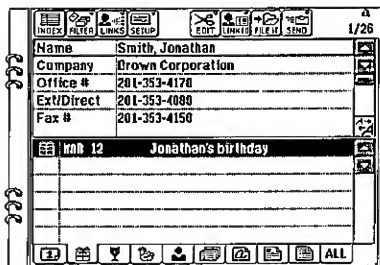 INDEX FILTER LINKS SETUP EDIT LINKED FILE IT SEND 1/26
Name Smith, Jonathan
Company Brown Corporation
Office # 201-353-4170
Ext/Direct 201-353-4080
Fax # 201-353-4150
MAR 12 Jonathan's birthday
ALL